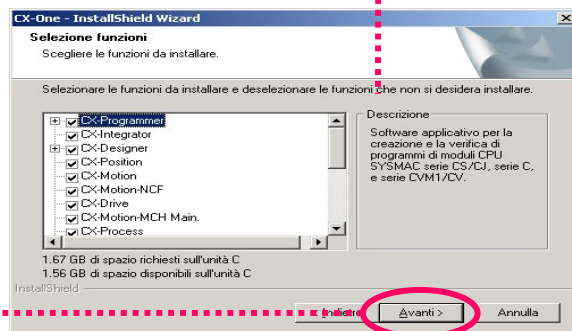 CX-One - InstallShield Wizard
Selezione funzioni
Scegliere le funzioni da installare.
Selezionare le funzioni da installare e deselezionare le funzioni che non si desidera installare.
CX-Programmer
CX-Integrator
CX-Designer
CX-Position
CX-Motion
CX-Motion-NCF
CX-Drive
CX-Motion-MCH Main.
CX-Process
Descrizione
Software applicativo per la
creazione e la verifica di
programmi di moduli CPU
SYSMAC serie CS/CJ, serie C,
e serie CVM1/CV.
1.67 GB di spazio richiesti sull'unità C
1.56 GB di spazio disponibili sull'unità C
InstallShield
< Indietro
Avanti >
Annulla